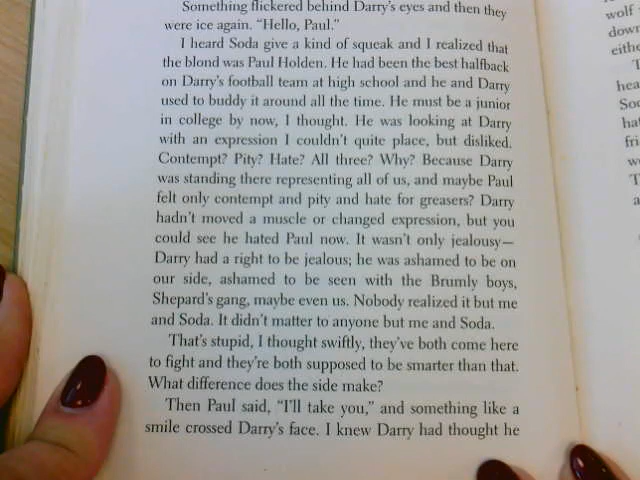 Something flickered behind Darry's eyes and then they
were ice again. "Hello, Paul."
I heard Soda give a kind of squeak and I realized that
the blond was Paul Holden. He had been the best halfback
on Darry's football team at high school and he and Darry
used to buddy it around all the time. He must be a junior
in college by now, I thought. He was looking at Darry
with an expression I couldn't quite place, but disliked.
Contempt? Pity? Hate? All three? Why? Because Darry
was standing there representing all of us, and maybe Paul
felt only contempt and pity and hate for greasers? Darry
hadn't moved a muscle or changed expression, but you
could see he hated Paul now. It wasn't only jealousy—
Darry had a right to be jealous; he was ashamed to be on
our side, ashamed to be seen with the Brumly boys,
Shepard's gang, maybe even us. Nobody realized it but me
and Soda. It didn't matter to anyone but me and Soda.
That's stupid, I thought swiftly, they've both come here
to fight and they're both supposed to be smarter than that.
What difference does the side make?
Then Paul said, "I'll take you," and something like a
smile crossed Darry's face. I knew Darry had thought he
wolf
down